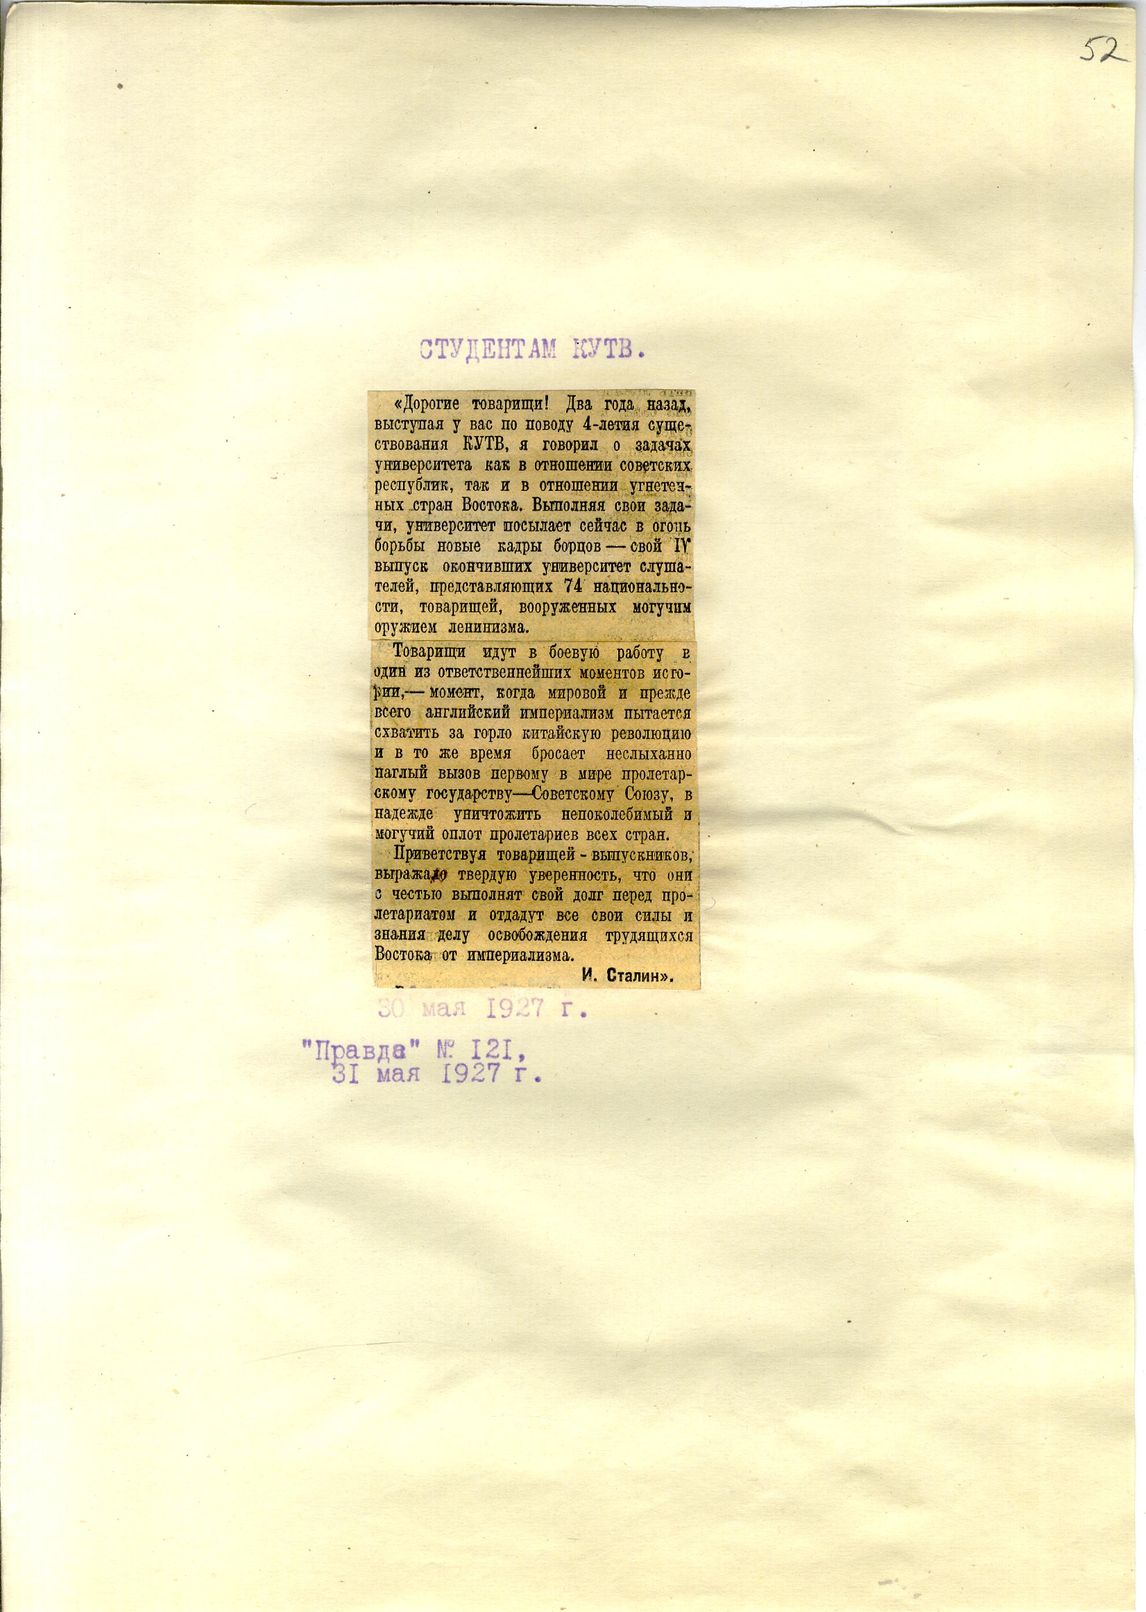 52
СТУДЕНТАМ КУТВ.
«Дорогие товарищи! Два года назад,
выступая у вас по поводу 4-летия суще-
ствования КУТВ, я говорил о задачах
университета как в отношении советских
республик, так и в отношении угнетен-
ных стран Востока. Выполняя свои зада-
чи, университет посылает сейчас в огонь
борьбы новые кадры борцов — свой IV
выпуск окончивших университет слуша-
телей, представляющих 74 национально-
сти, товарищей, вооруженных могучим
оружием ленинизма.
Товарищи идут в боевую работу в
один из ответственнейших моментов исто-
рии,— момент, когда мировой и прежде
всего английский империализм пытается
схватить за горло китайскую революцию
и в то же время бросает неслыханно
наглый вызов первому в мире пролетар-
скому государству—Советскому Союзу, в
надежде уничтожить непоколебимый и
могучий оплот пролетариев всех стран.
Приветствуя товарищей - выпускников,
выражаю твердую уверенность, что они
с честью выполнят свой долг перед про-
летариатом и отдадут все свои силы и
знания делу освобождения трудящихся
Востока от империализма.
И. Сталин».
30 мая 1927 г.
"Правда" № 121,
31 мая 1927 г.